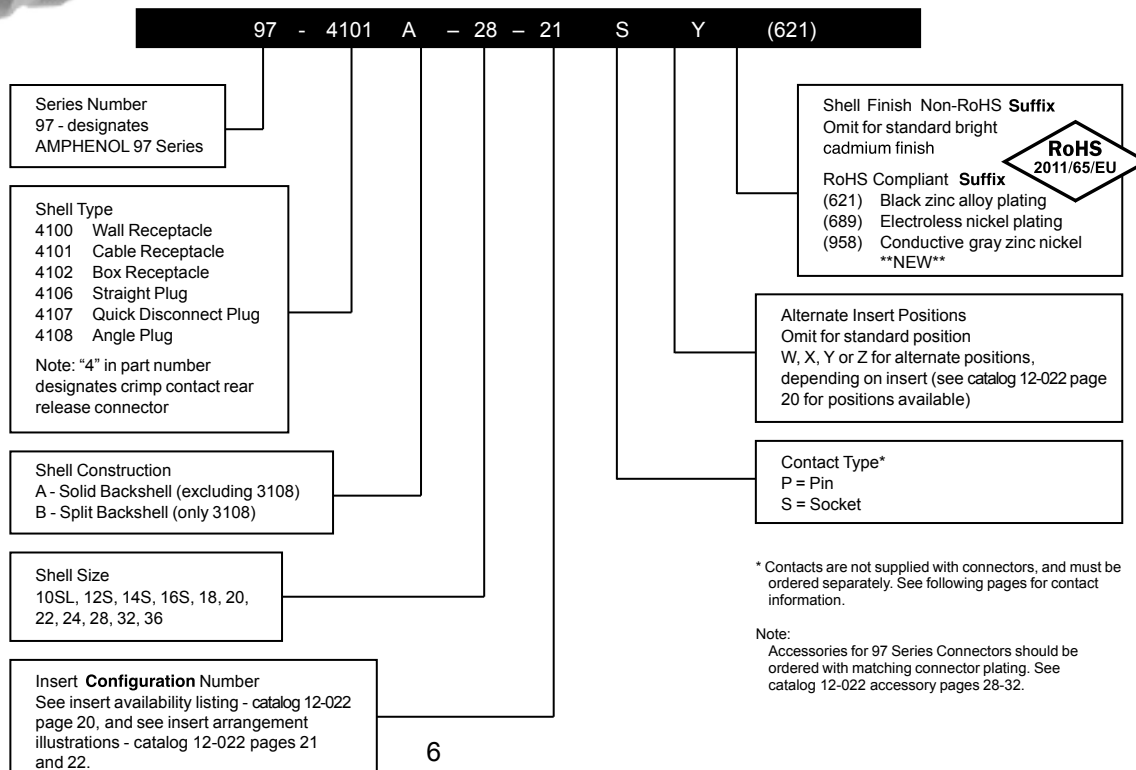 97 - 4101 A – 28 – 21 S Y (621)
Series Number
97 - designates
AMPHENOL 97 Series
Shell Type
4100 Wall Receptacle
4101 Cable Receptacle
4102 Box Receptacle
4106 Straight Plug
4107 Quick Disconnect Plug
4108 Angle Plug
Note: “4” in part number
designates crimp contact rear
release connector
Shell Construction
A - Solid Backshell (excluding 3108)
B - Split Backshell (only 3108)
Shell Size
10SL, 12S, 14S, 16S, 18, 20,
22, 24, 28, 32, 36
Insert Configuration Number
See insert availability listing - catalog 12-022
page 20, and see insert arrangement
illustrations - catalog 12-022 pages 21
and 22.
Shell Finish Non-RoHS Suffix
Omit for standard bright
cadmium finish
RoHS
2011/65/EU
RoHS Compliant Suffix
(621) Black zinc alloy plating
(689) Electroless nickel plating
(958) Conductive gray zinc nickel
**NEW**
Alternate Insert Positions
Omit for standard position
W, X, Y or Z for alternate positions,
depending on insert (see catalog 12-022 page
20 for positions available)
Contact Type*
P = Pin
S = Socket
* Contacts are not supplied with connectors, and must be
ordered separately. See following pages for contact
information.
Note:
Accessories for 97 Series Connectors should be
ordered with matching connector plating. See
catalog 12-022 accessory pages 28-32.
6